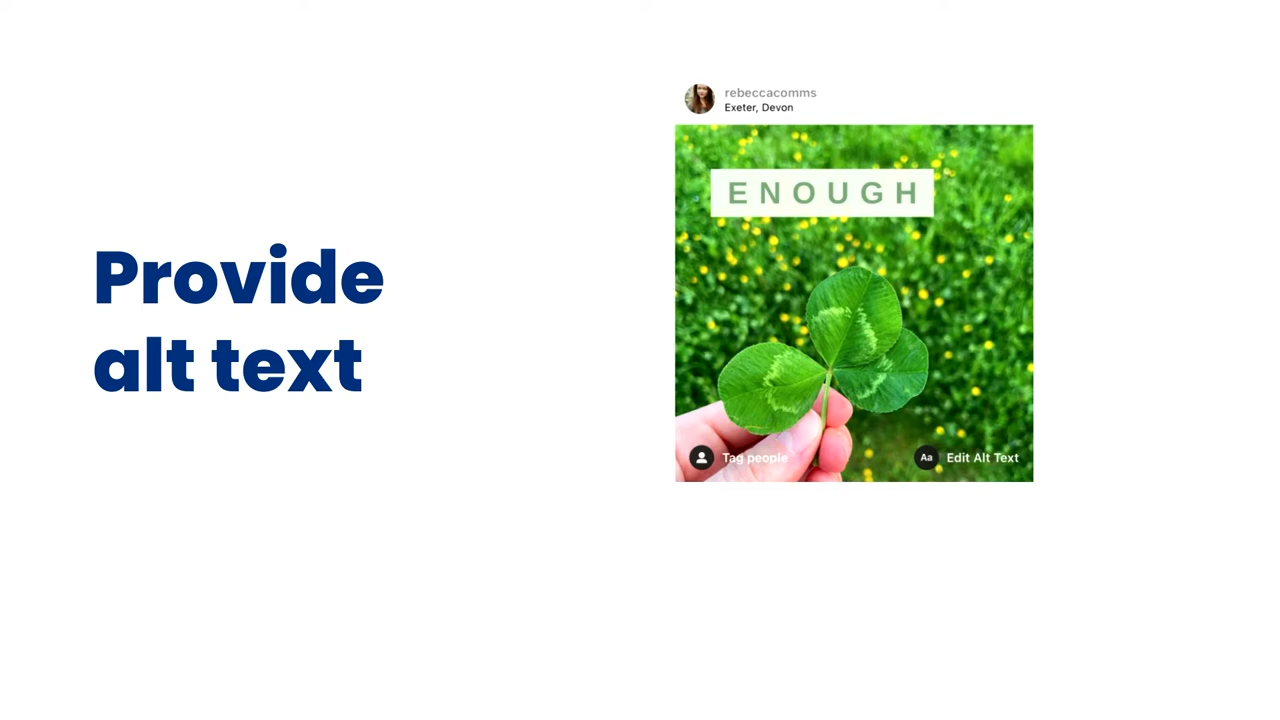 Provide
alt text
rebeccacomms
Exeter, Devon
ENOUGH
Tag people
Aa
Edit Alt Text